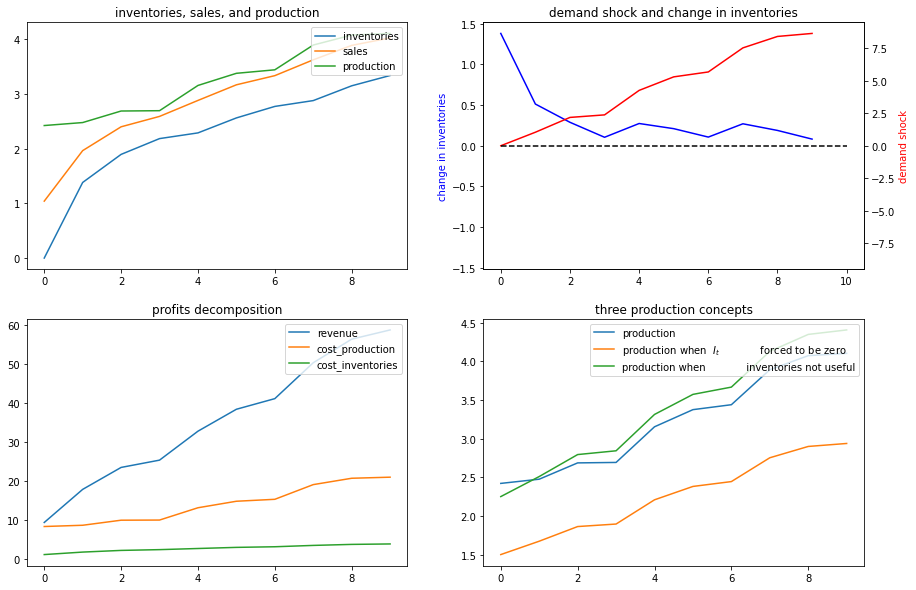 inventories, sales, and production
inventories
sales
production
4
3
2
1
0
0 2 4 6 8
demand shock and change in inventories
change in inventories
1.5
1.0
0.5
0.0
−0.5
−1.0
−1.5
7.5
5.0
2.5
0.0
−2.5
−5.0
−7.5
demand shock
0 2 4 6 8 10
profits decomposition
revenue
cost_production
cost_inventories
60
50
40
30
20
10
0
0 2 4 6 8
three production concepts
production
production when I_t forced to be zero
production when inventories not useful
4.5
4.0
3.5
3.0
2.5
2.0
1.5
0 2 4 6 8